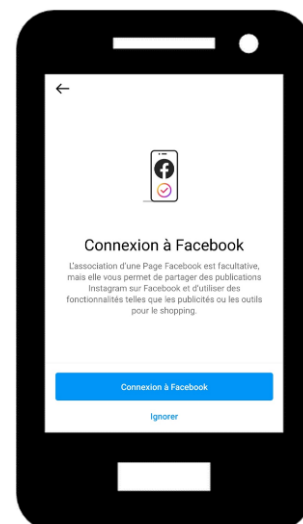 Connexion à Facebook
L'association d'une Page Facebook est facultative,
mais elle vous permet de partager des publications
Instagram sur Facebook et d'utiliser des
fonctionnalités telles que les publicités ou les outils
pour le shopping.
Connexion à Facebook
Ignorer